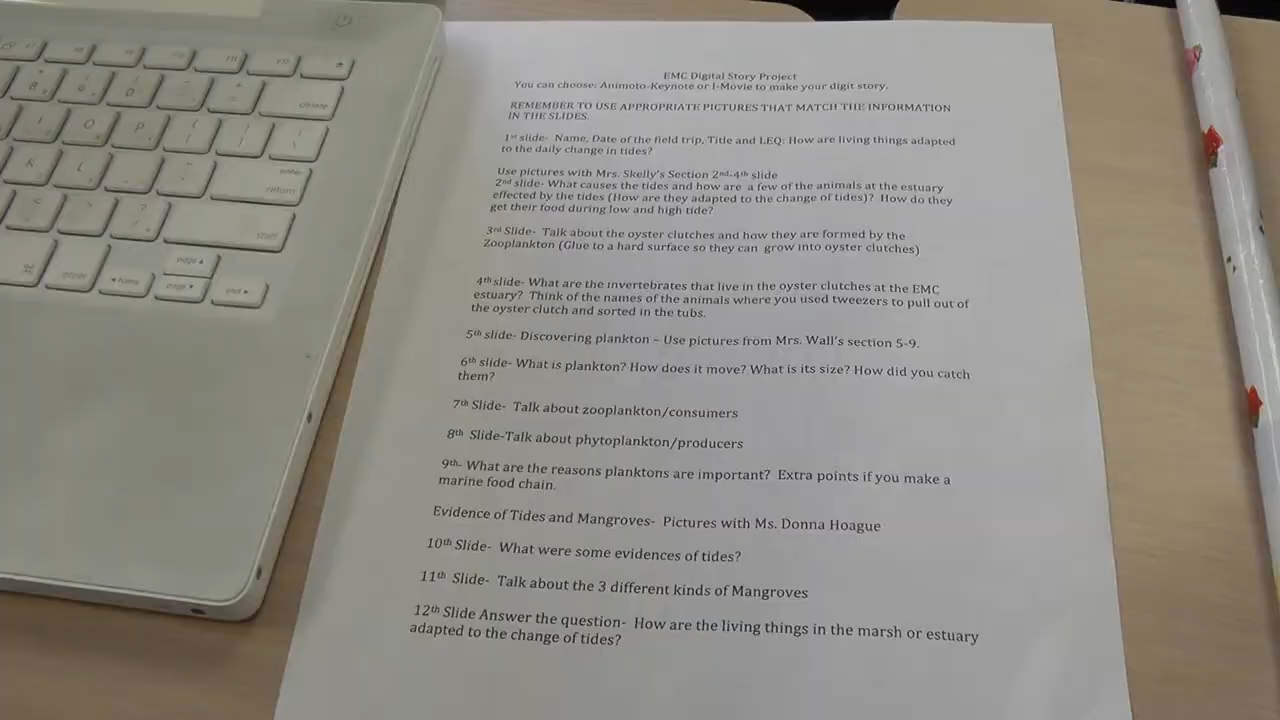 EMC Digital Story Project
You can choose: Animoto-Keynote or I-Movie to make your digit story.
REMEMBER TO USE APPROPRIATE PICTURES THAT MATCH THE INFORMATION
IN THE SLIDES.
1st slide- Name, Date of the field trip, Title and LEQ: How are living things adapted
to the daily change in tides?
Use pictures with Mrs. Skelly's Section 2nd-4th slide
2nd slide- What causes the tides and how are a few of the animals at the estuary
effected by the tides (How are they adapted to the change of tides)? How do they
get their food during low and high tide?
3rd Slide- Talk about the oyster clutches and how they are formed by the
Zooplankton (Glue to a hard surface so they can grow into oyster clutches)
4th slide- What are the invertebrates that live in the oyster clutches at the EMC
estuary? Think of the names of the animals where you used tweezers to pull out of
the oyster clutch and sorted in the tubs.
5th slide- Discovering plankton – Use pictures from Mrs. Wall's section 5-9.
6th slide- What is plankton? How does it move? What is its size? How did you catch
them?
7th Slide- Talk about zooplankton/consumers
8th Slide-Talk about phytoplankton/producers
9th- What are the reasons planktons are important? Extra points if you make a
marine food chain.
Evidence of Tides and Mangroves- Pictures with Ms. Donna Hoague
10th Slide- What were some evidences of tides?
11th Slide- Talk about the 3 different kinds of Mangroves
12th Slide Answer the question- How are the living things in the marsh or estuary
adapted to the change of tides?
delete
enter
return
shift
page ▲
home
page ▼
end